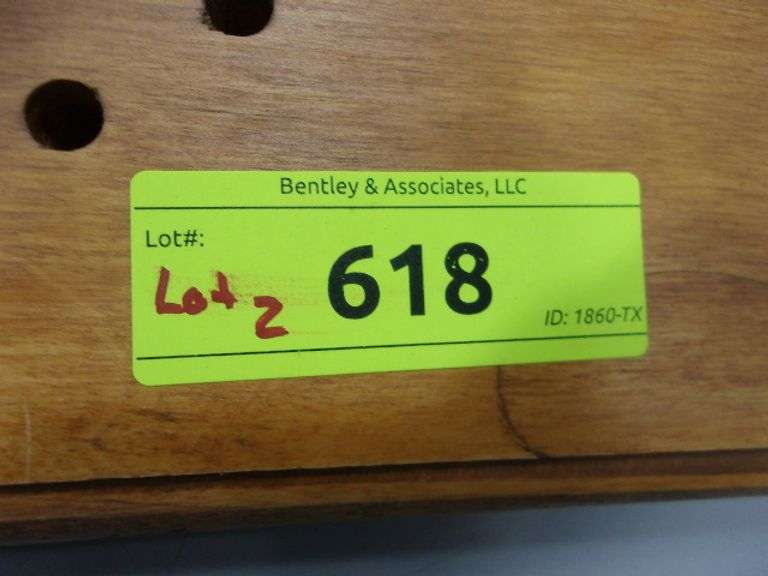 Bentley & Associates, LLC
Lot#:
618
Lot 2
ID: 1860-TX